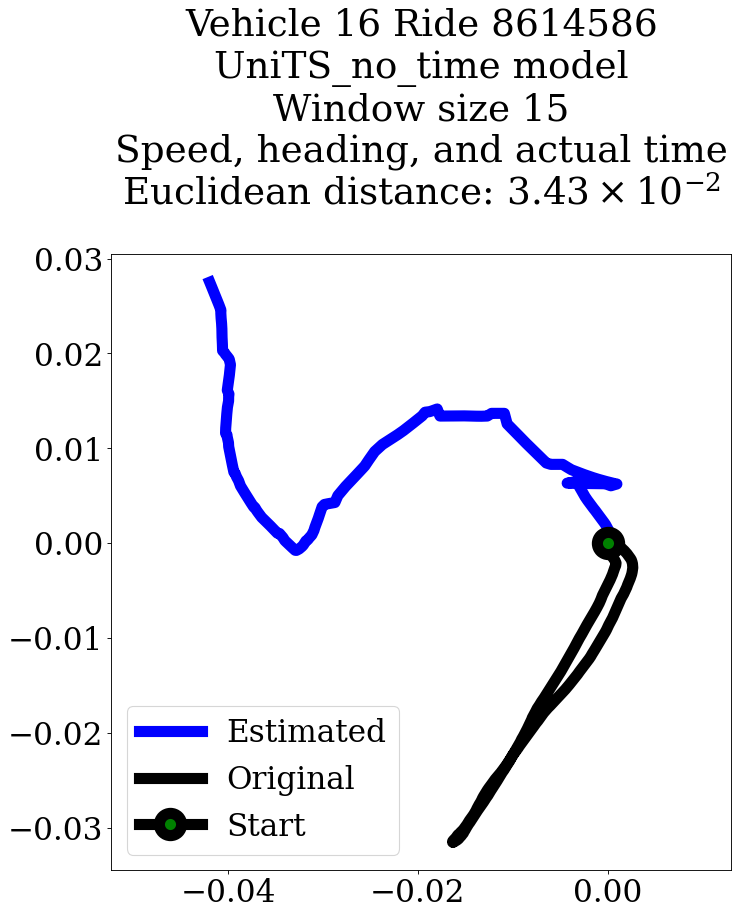 Vehicle 16 Ride 8614586
UniTS_no_time model
Window size 15
Speed, heading, and actual time
Euclidean distance: 3.43 × 10⁻²
0.03
0.02
0.01
0.00
−0.01
−0.02
−0.03
Estimated
Original
Start
−0.04
−0.02
0.00